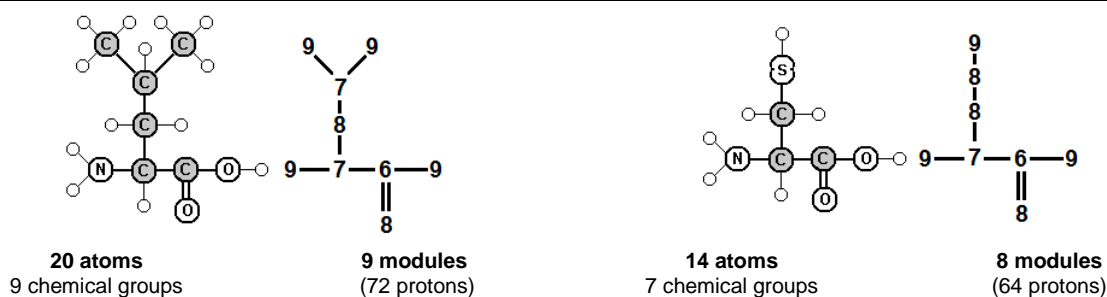 C C
C
C
N C C O
O
9 9
7
8
9 7 6 9
8
S
C
N C C O
O
9
8
8
9 7 6 9
8
20 atoms
9 chemical groups
9 modules
(72 protons)
14 atoms
7 chemical groups
8 modules
(64 protons)